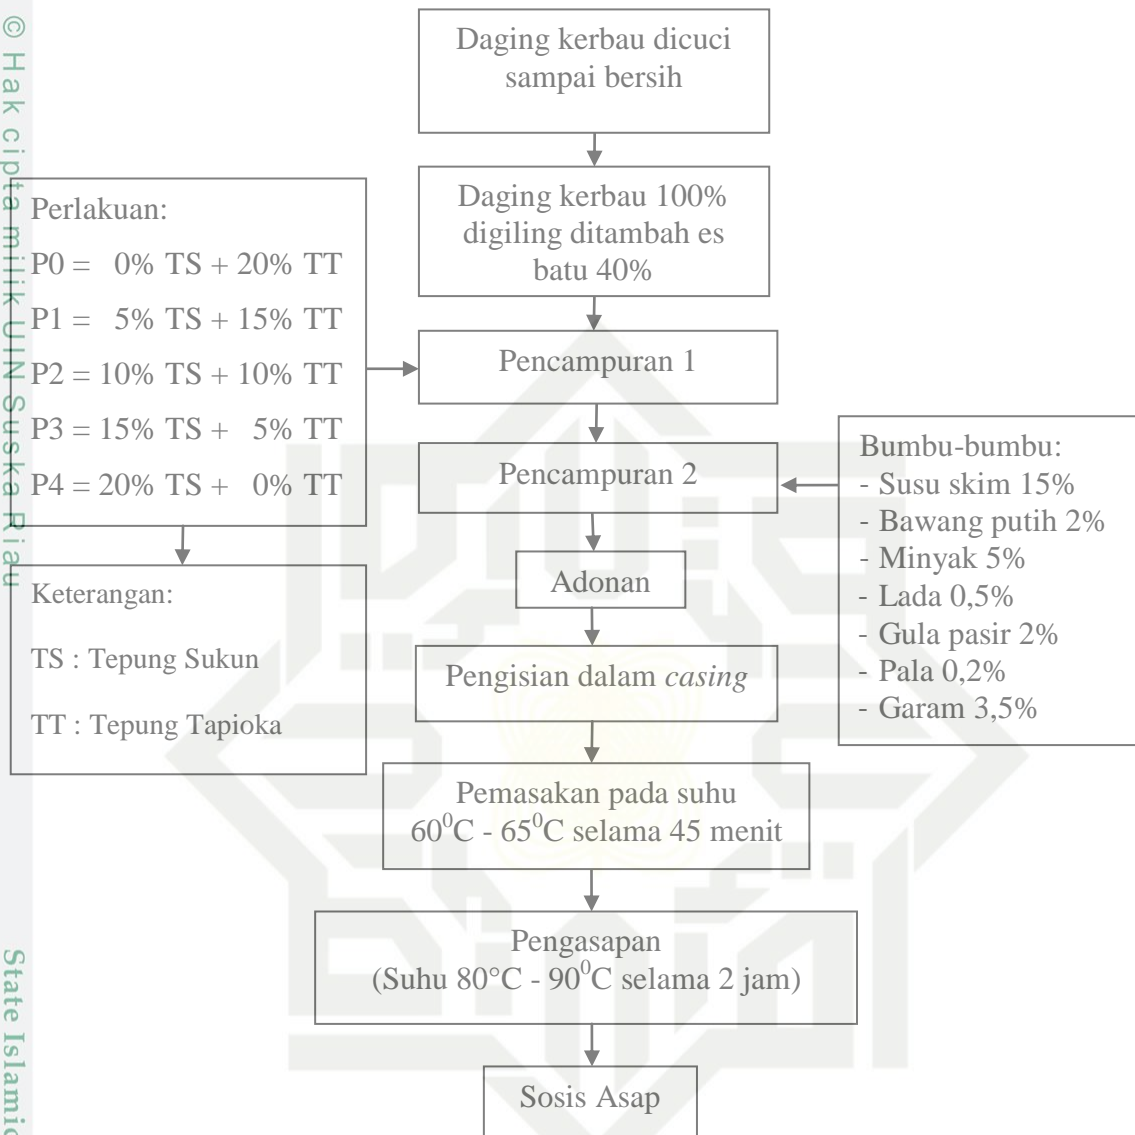 © Hak cipta milik UIN Suska Riau
State Islamic
Daging kerbau dicuci
sampai bersih
Daging kerbau 100%
digiling ditambah es
batu 40%
Perlakuan:
P0 = 0% TS + 20% TT
P1 = 5% TS + 15% TT
P2 = 10% TS + 10% TT
P3 = 15% TS + 5% TT
P4 = 20% TS + 0% TT
Keterangan:
TS : Tepung Sukun
TT : Tepung Tapioka
Pencampuran 1
Pencampuran 2
Bumbu-bumbu:
- Susu skim 15%
- Bawang putih 2%
- Minyak 5%
- Lada 0,5%
- Gula pasir 2%
- Pala 0,2%
- Garam 3,5%
Adonan
Pengisian dalam casing
Pemasakan pada suhu
60⁰C - 65⁰C selama 45 menit
Pengasapan
(Suhu 80°C - 90⁰C selama 2 jam)
Sosis Asap